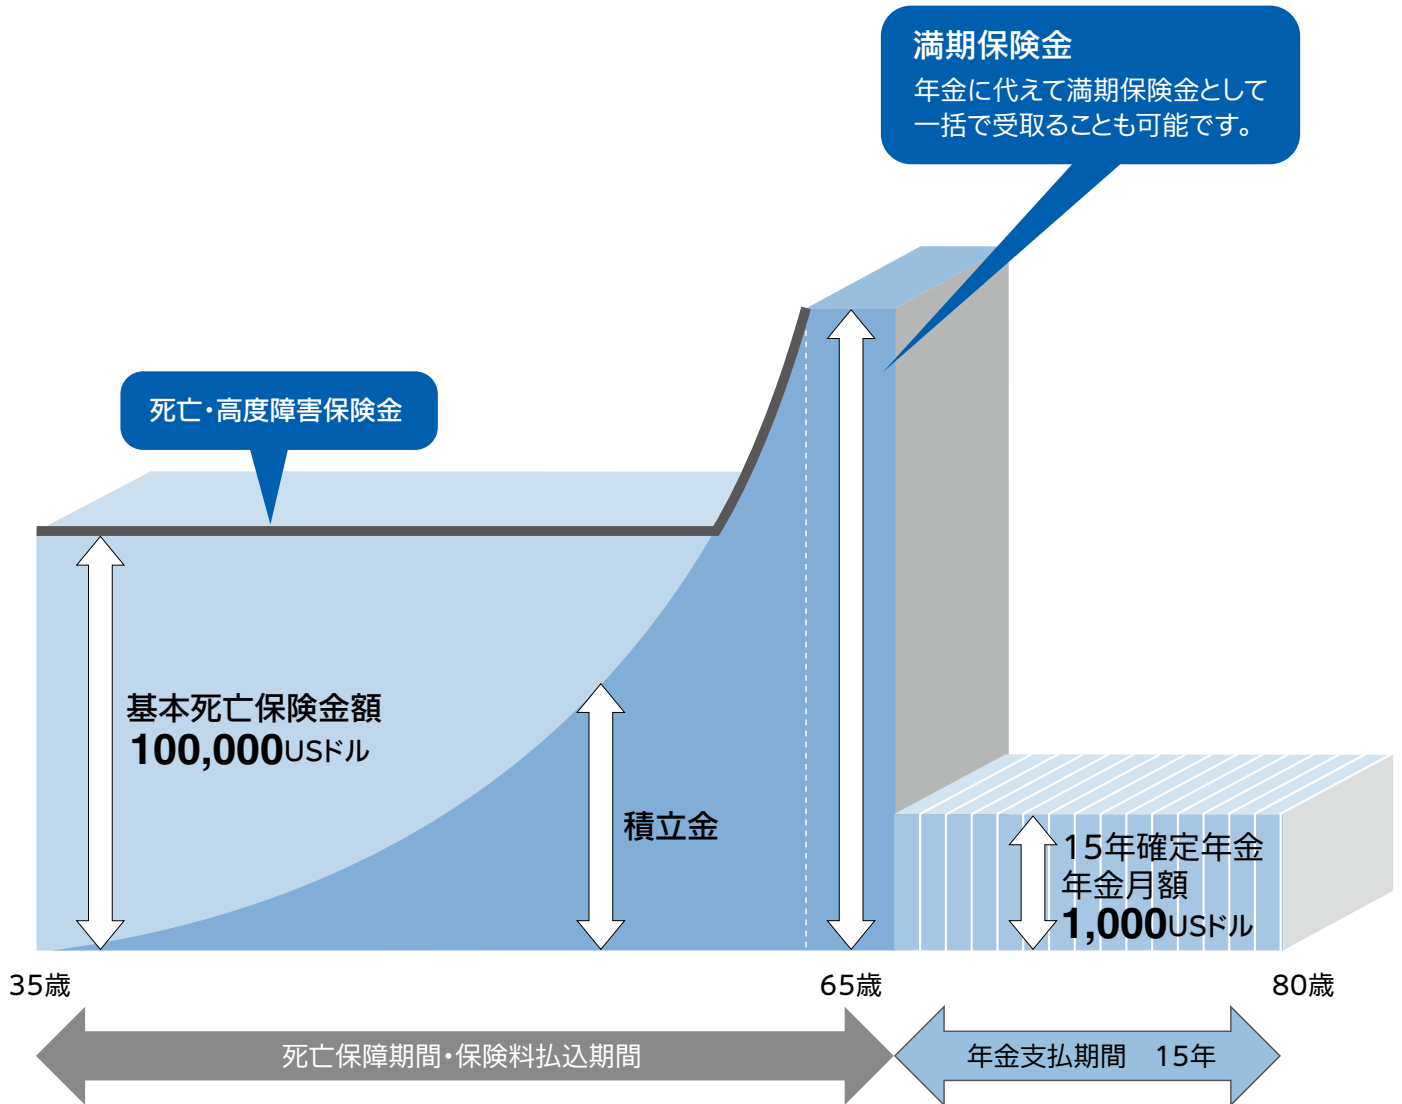 満期保険金
年金に代えて満期保険金として
一括で受取ることも可能です。
死亡・高度障害保険金
基本死亡保険金額
100,000USドル
積立金
15年確定年金
年金月額
1,000USドル
35歳
65歳
80歳
死亡保障期間・保険料払込期間
年金支払期間　15年